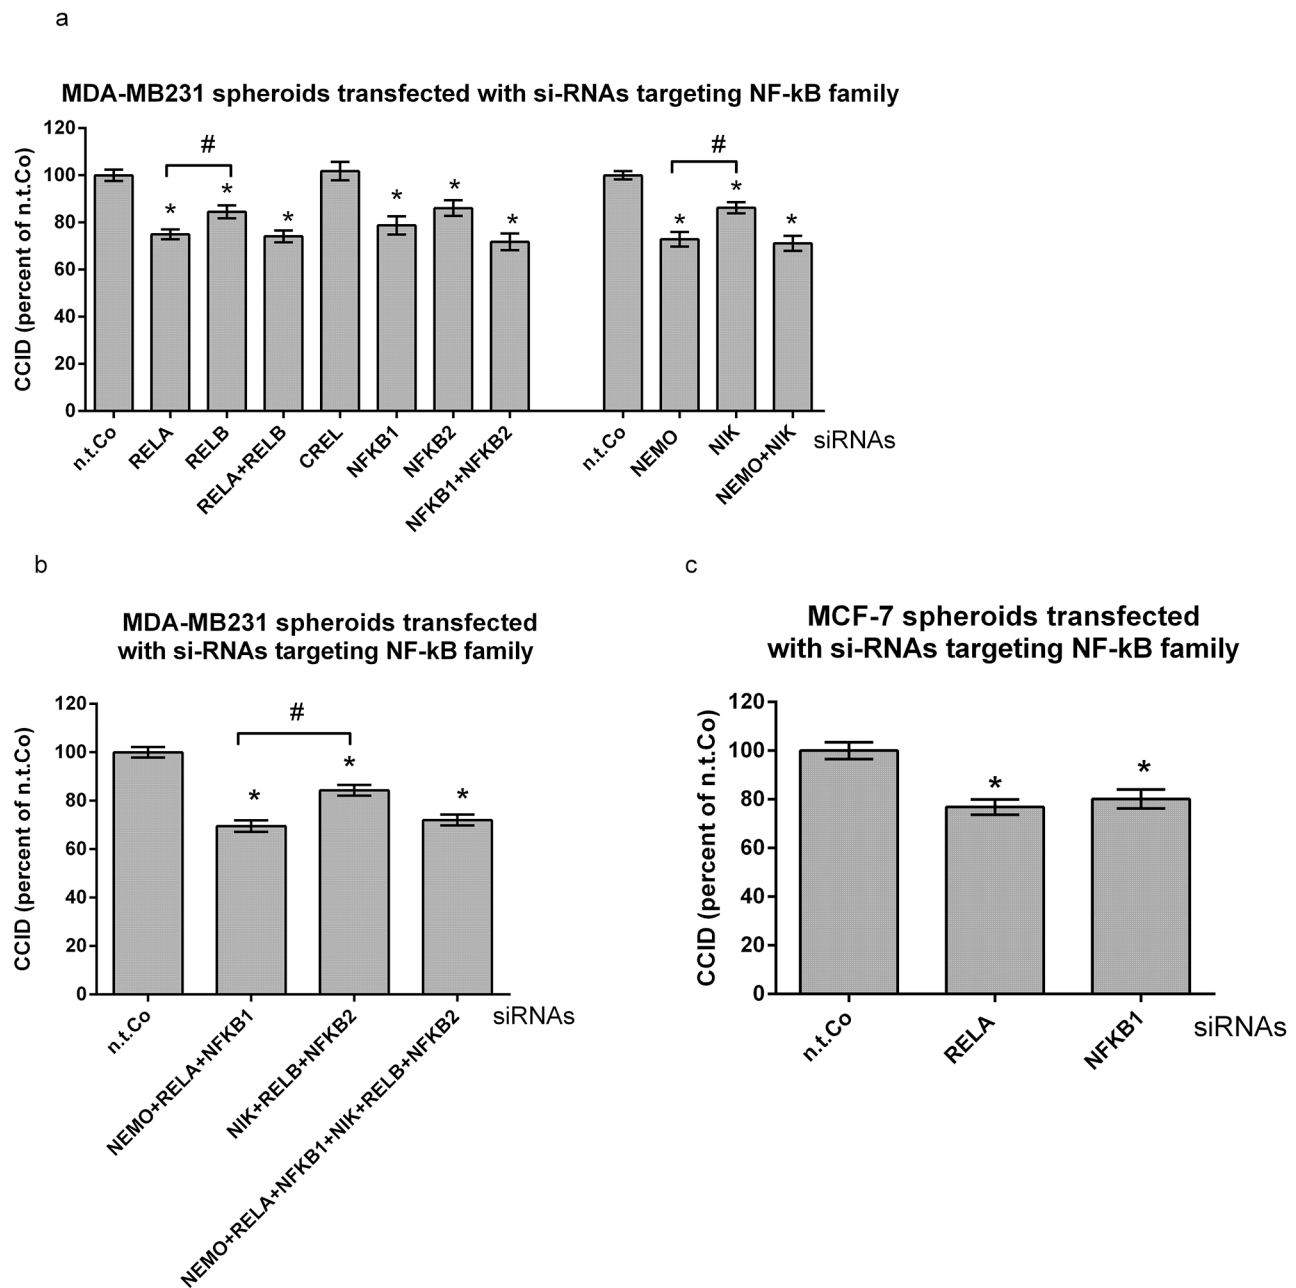 a
MDA-MB231 spheroids transfected with si-RNAs targeting NF-kB family
CCID (percent of n.t.Co)
120
100
80
60
40
20
0
#
#
*
*
*
*
*
*
*
*
*
n.t.Co
RELA
RELB
RELA+RELB
CREL
NFKB1
NFKB2
NFKB1+NFKB2
n.t.Co
NEMO
NIK
NEMO+NIK
siRNAs
b
MDA-MB231 spheroids transfected
with si-RNAs targeting NF-kB family
CCID (percent of n.t.Co)
120
100
80
60
40
20
0
#
*
*
*
n.t.Co
NEMO+RELA+NFKB1
NIK+RELB+NFKB2
NEMO+RELA+NFKB1+NIK+RELB+NFKB2
siRNAs
c
MCF-7 spheroids transfected
with si-RNAs targeting NF-kB family
CCID (percent of n.t.Co)
120
100
80
60
40
20
0
*
*
n.t.Co
RELA
NFKB1
siRNAs